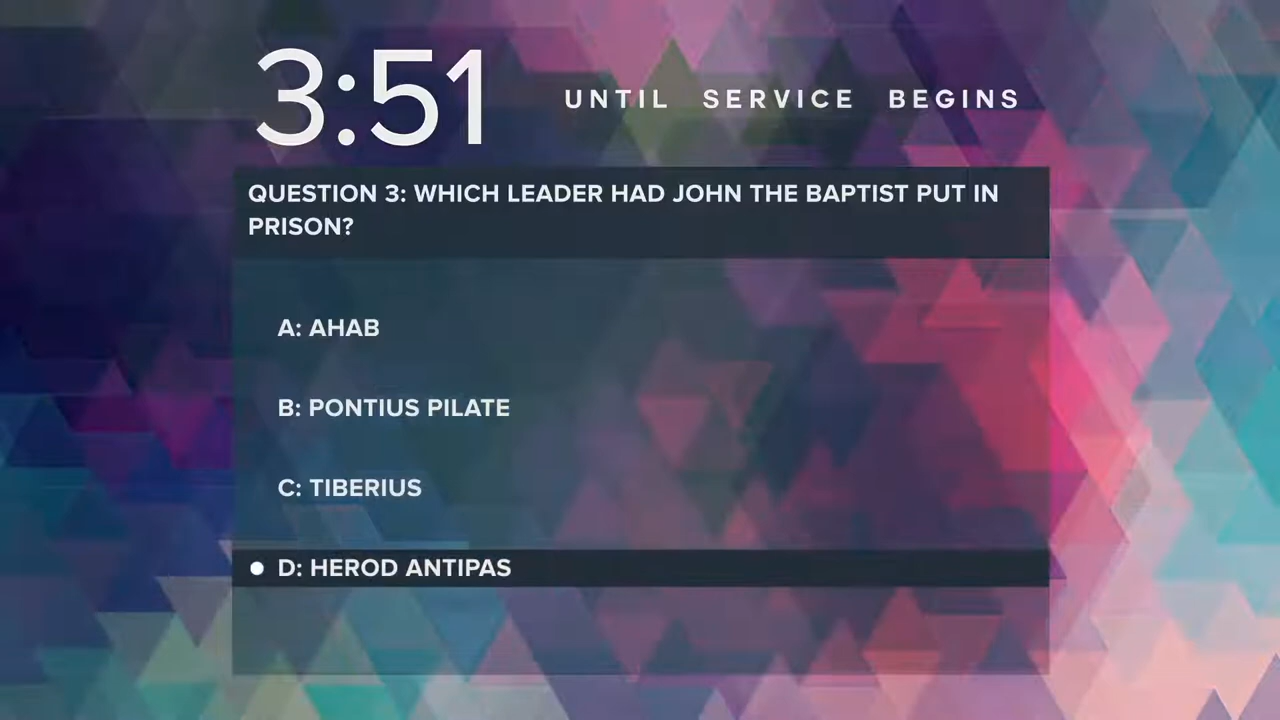 3:51 UNTIL SERVICE BEGINS
QUESTION 3: WHICH LEADER HAD JOHN THE BAPTIST PUT IN
PRISON?
A: AHAB
B: PONTIUS PILATE
C: TIBERIUS
D: HEROD ANTIPAS